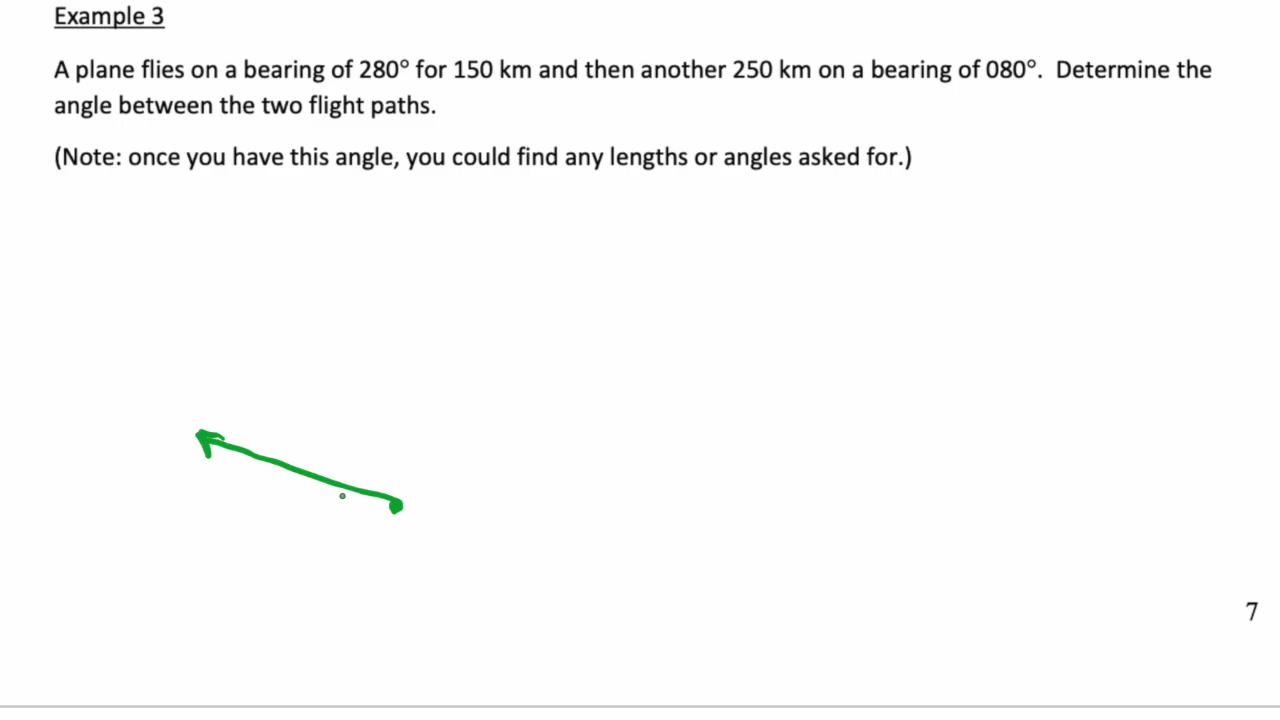 Example 3
A plane flies on a bearing of 280° for 150 km and then another 250 km on a bearing of 080°. Determine the
angle between the two flight paths.
(Note: once you have this angle, you could find any lengths or angles asked for.)
7